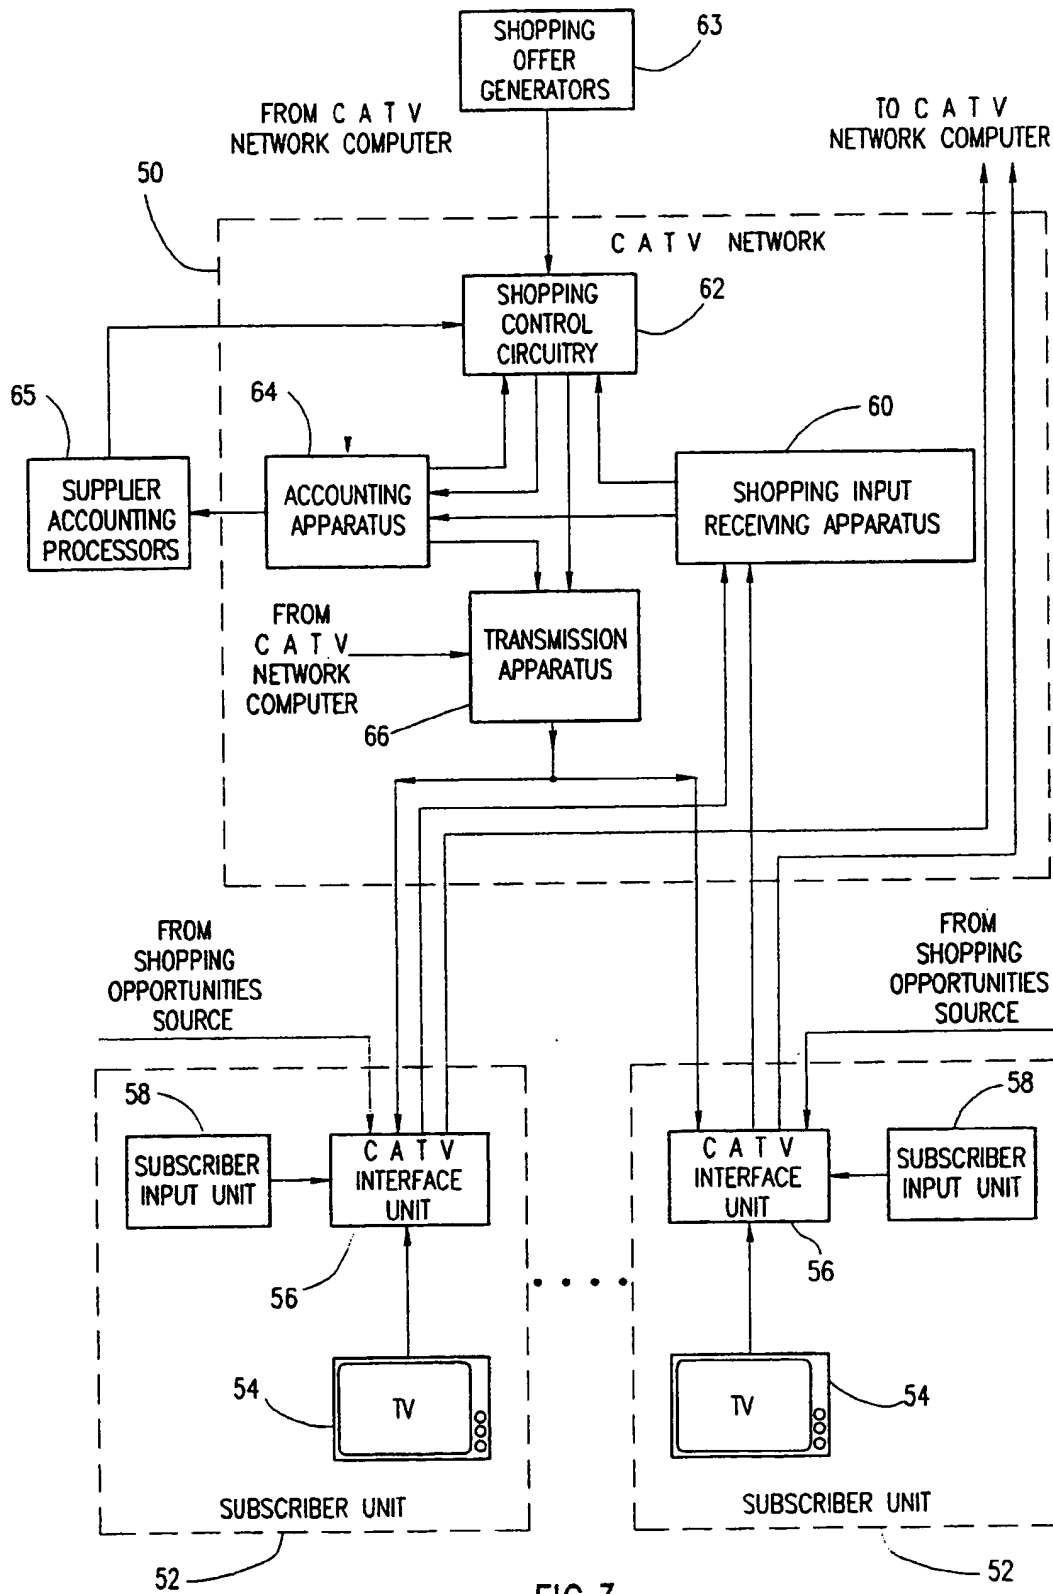 SHOPPING
OFFER
GENERATORS
63
FROM C A T V
NETWORK COMPUTER
TO C A T V
NETWORK COMPUTER
50
C A T V NETWORK
SHOPPING
CONTROL
CIRCUITRY
62
65
64
60
SUPPLIER
ACCOUNTING
PROCESSORS
ACCOUNTING
APPARATUS
SHOPPING INPUT
RECEIVING APPARATUS
FROM
C A T V
NETWORK
COMPUTER
TRANSMISSION
APPARATUS
66
FROM
SHOPPING
OPPORTUNITIES
SOURCE
FROM
SHOPPING
OPPORTUNITIES
SOURCE
58
SUBSCRIBER
INPUT UNIT
C A T V
INTERFACE
UNIT
56
54
TV
SUBSCRIBER UNIT
52
C A T V
INTERFACE
UNIT
58
SUBSCRIBER
INPUT UNIT
56
TV
54
SUBSCRIBER UNIT
52